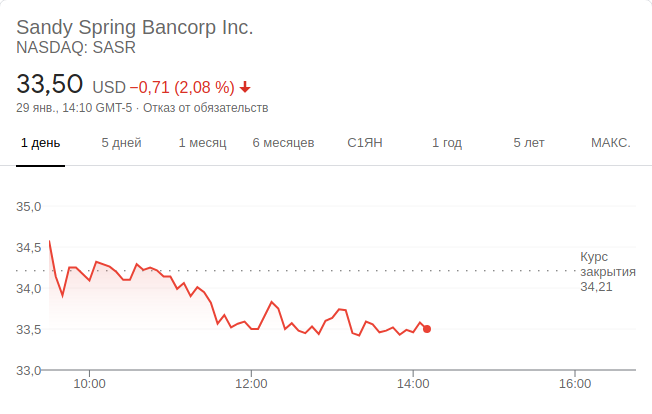 Sandy Spring Bancorp Inc.
NASDAQ: SASR
33,50 USD −0,71 (2,08 %)
29 янв., 14:10 GMT-5 · Отказ от обязательств
1 день 5 дней 1 месяц 6 месяцев С1ЯН 1 год 5 лет МАКС.
35,0
34,5
Курс
закрытия
34,21
34,0
33,5
33,0
10:00 12:00 14:00 16:00